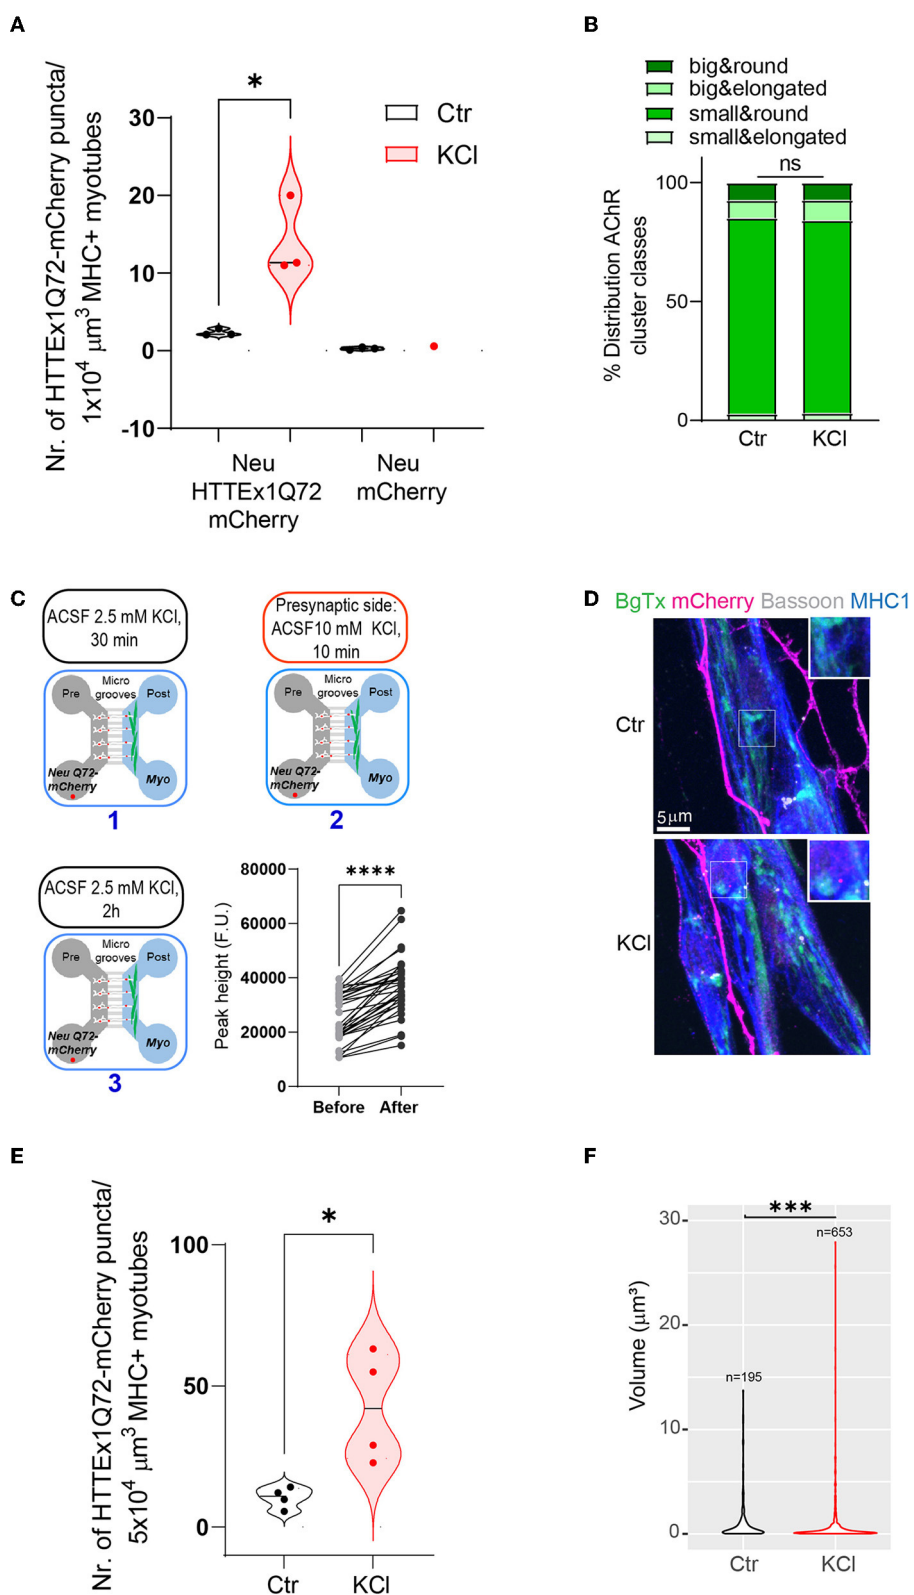 A
Nr. of HTTEx1Q72-mCherry puncta/
1x10⁴ µm³ MHC+ myotubes
30
20
10
0
-10
*
Ctr
KCl
Neu
HTTEx1Q72
mCherry
Neu
mCherry
B
big&round
big&elongated
small&round
small&elongated
% Distribution AChR
cluster classes
100
50
0
ns
Ctr
KCl
C
ACSF 2.5 mM KCl,
30 min
Pre
Micro
grooves
Post
Neu Q72-
mCherry
Myo
1
Presynaptic side:
ACSF10 mM KCl,
10 min
Pre
Micro
grooves
Post
Neu Q72-
mCherry
Myo
2
ACSF 2.5 mM KCl,
2h
Pre
Micro
grooves
Post
Neu Q72-
mCherry
Myo
3
Peak height (F.U.)
80000
60000
40000
20000
0
****
Before
After
D
BgTx mCherry Bassoon MHC1
Ctr
5µm
KCl
E
Nr. of HTTEx1Q72-mCherry puncta/
5x10⁴ µm³ MHC+ myotubes
100
50
0
*
Ctr
KCl
F
Volume (µm³)
30
20
10
0
***
n=653
n=195
Ctr
KCl